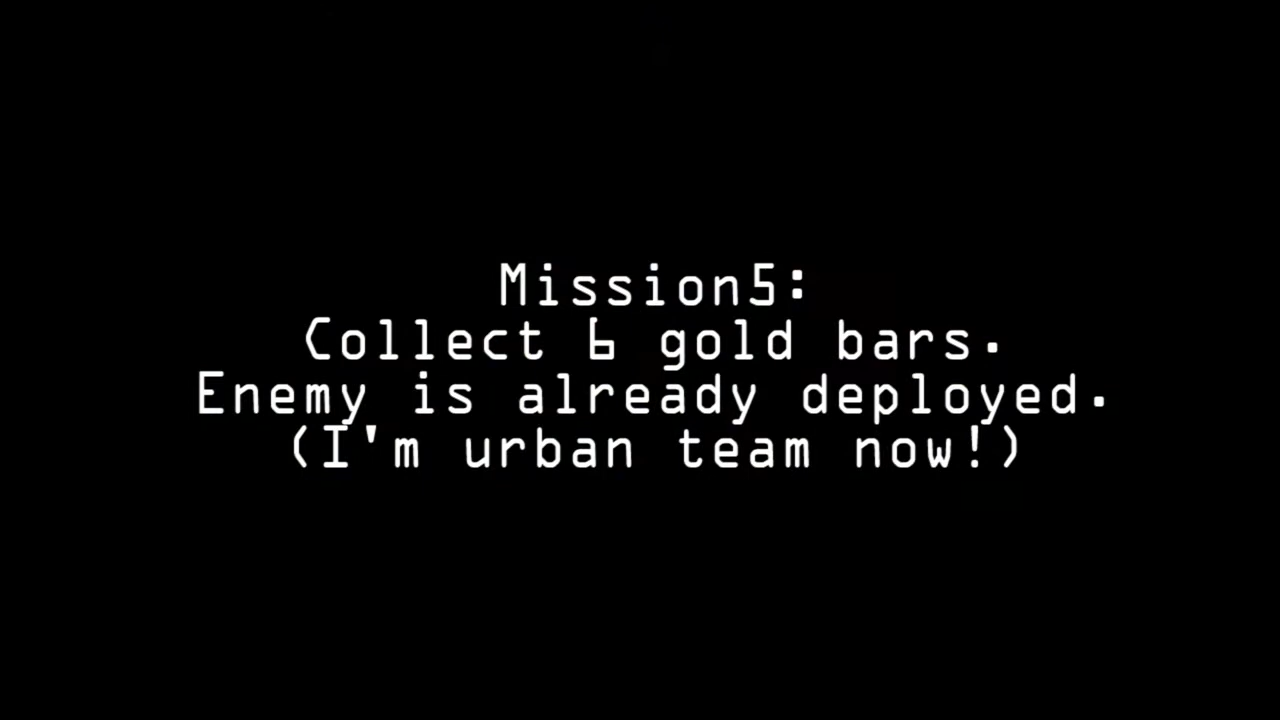 Mission5:
Collect 6 gold bars.
Enemy is already deployed.
(I'm urban team now!)